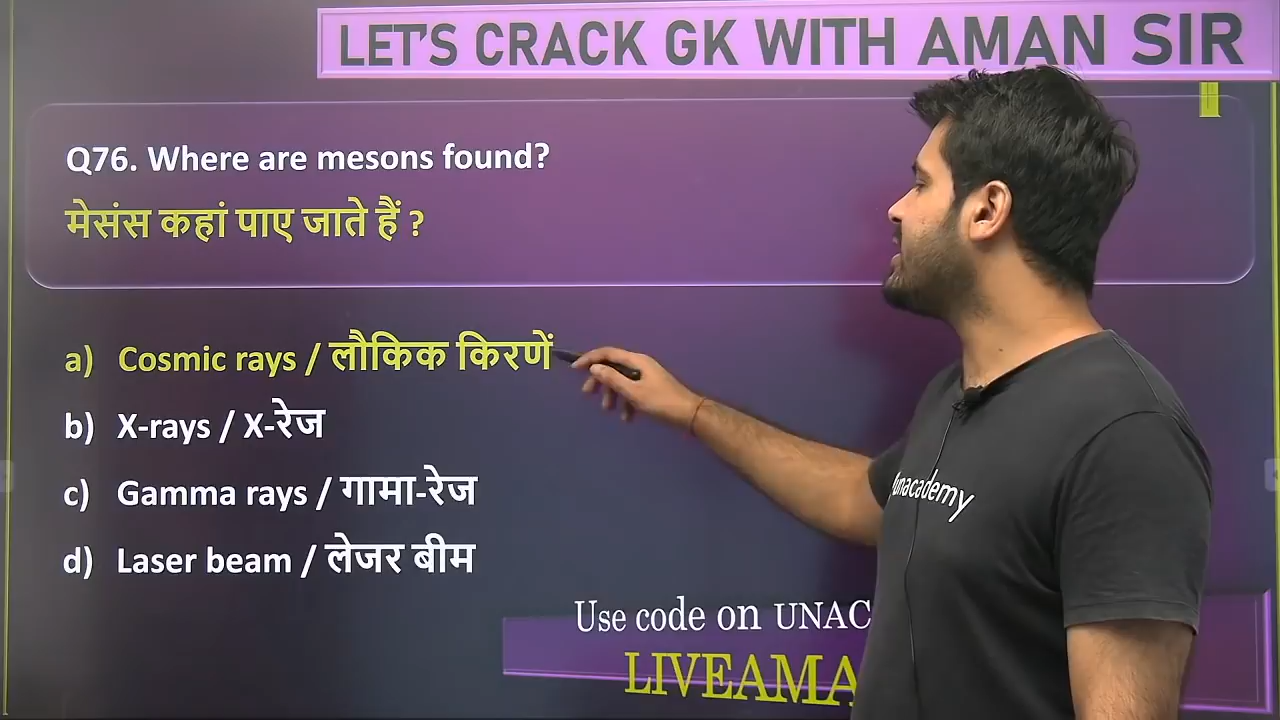 LET'S CRACK GK WITH AMAN SIR
Q76. Where are mesons found?
मेसंस कहां पाए जाते हैं ?
a) Cosmic rays / लौकिक किरणें
b) X-rays / X-रेज
c) Gamma rays / गामा-रेज
d) Laser beam / लेजर बीम
unacademy
Use code on UNAC
LIVEAMA